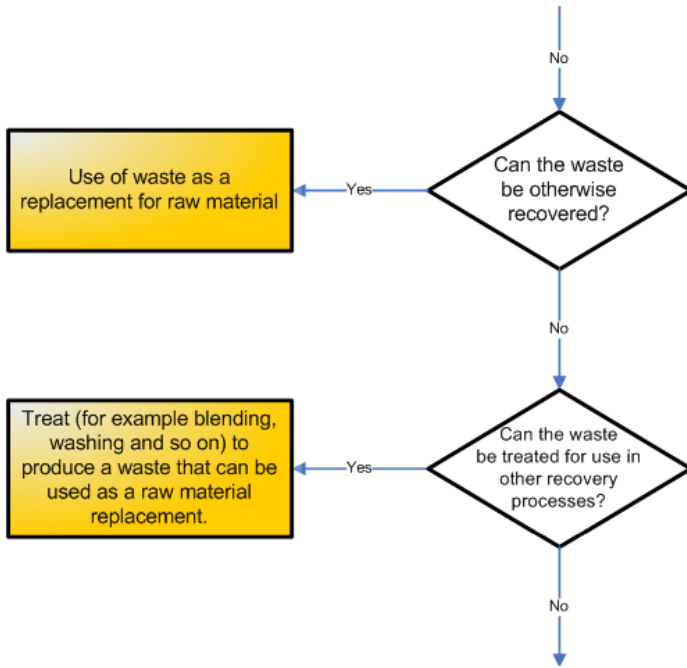 No
Can the waste
be otherwise
recovered?
Yes
Use of waste as a
replacement for raw material
No
Can the waste
be treated for use in
other recovery
processes?
Yes
Treat (for example blending,
washing and so on) to
produce a waste that can be
used as a raw material
replacement.
No